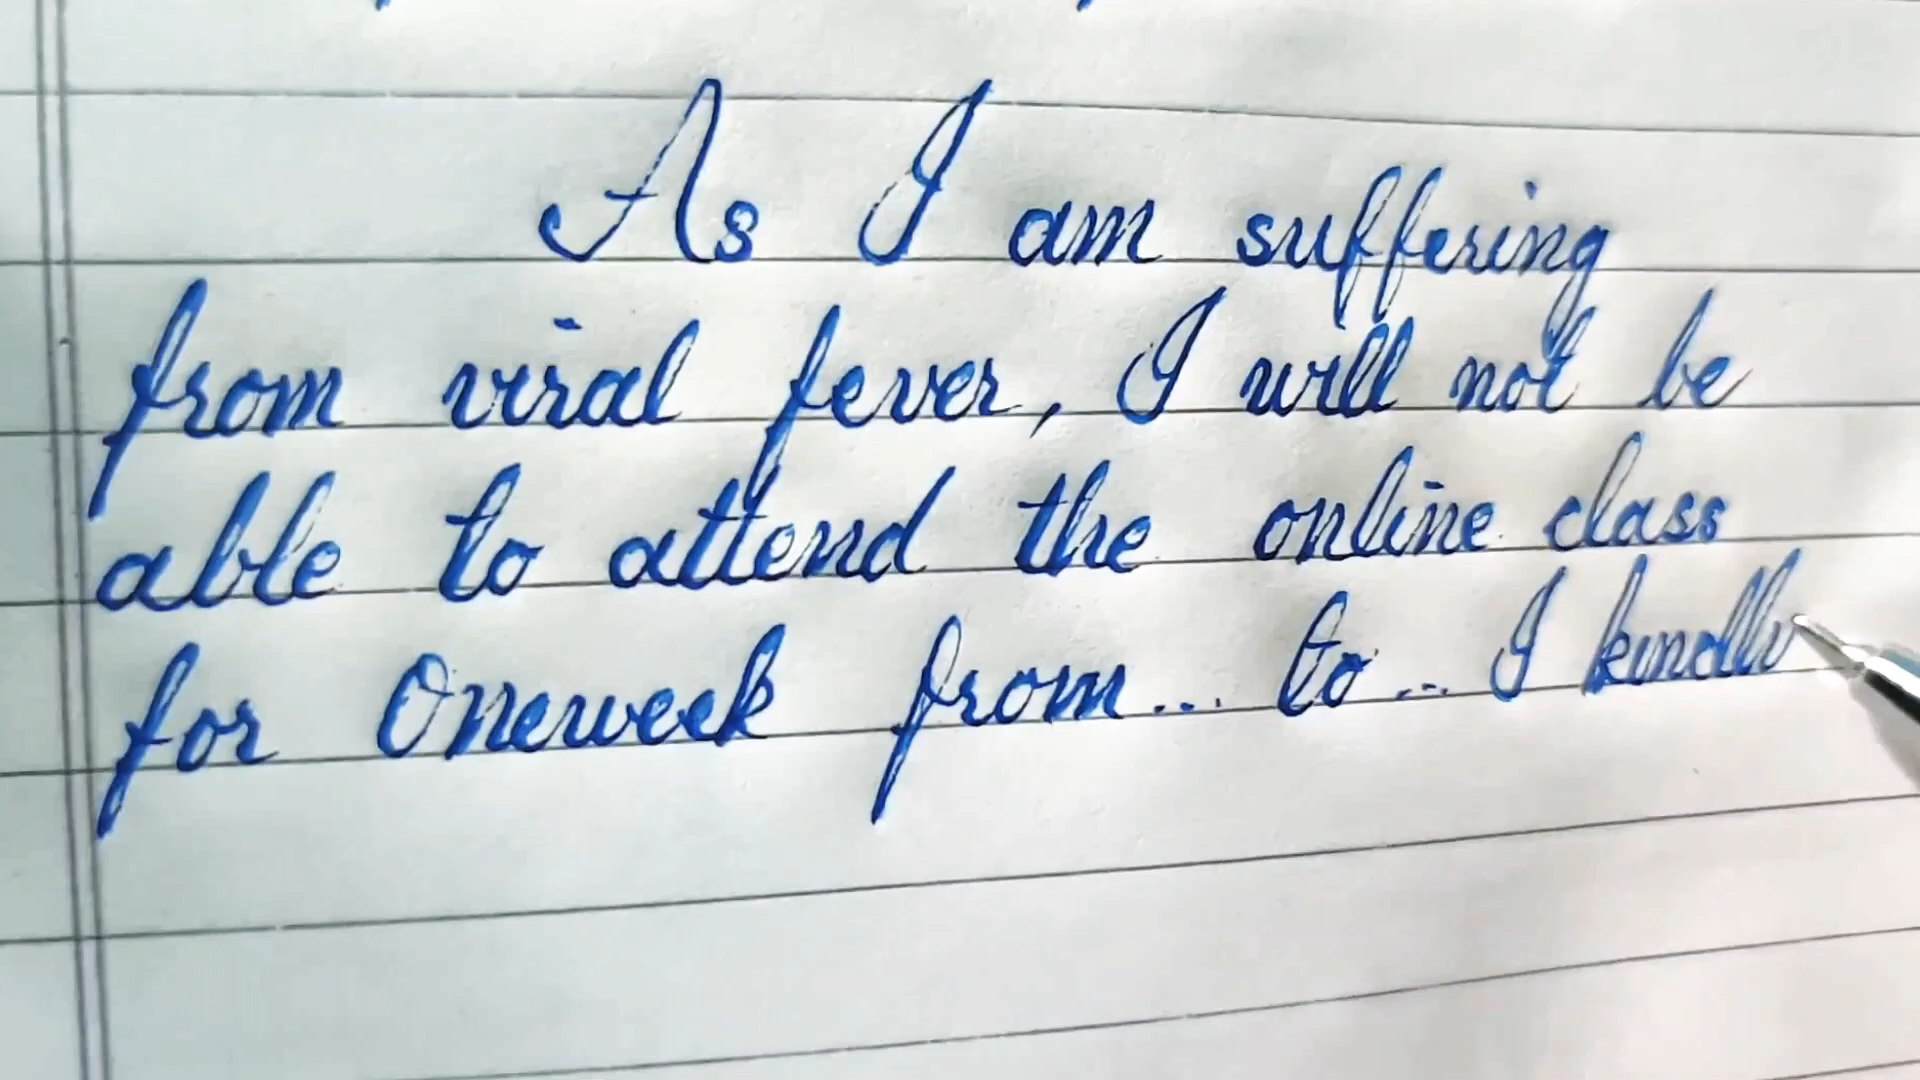 As I am suffering
from viral fever, I will not be
able to attend the online class
for Oneweek from... to... I kindly